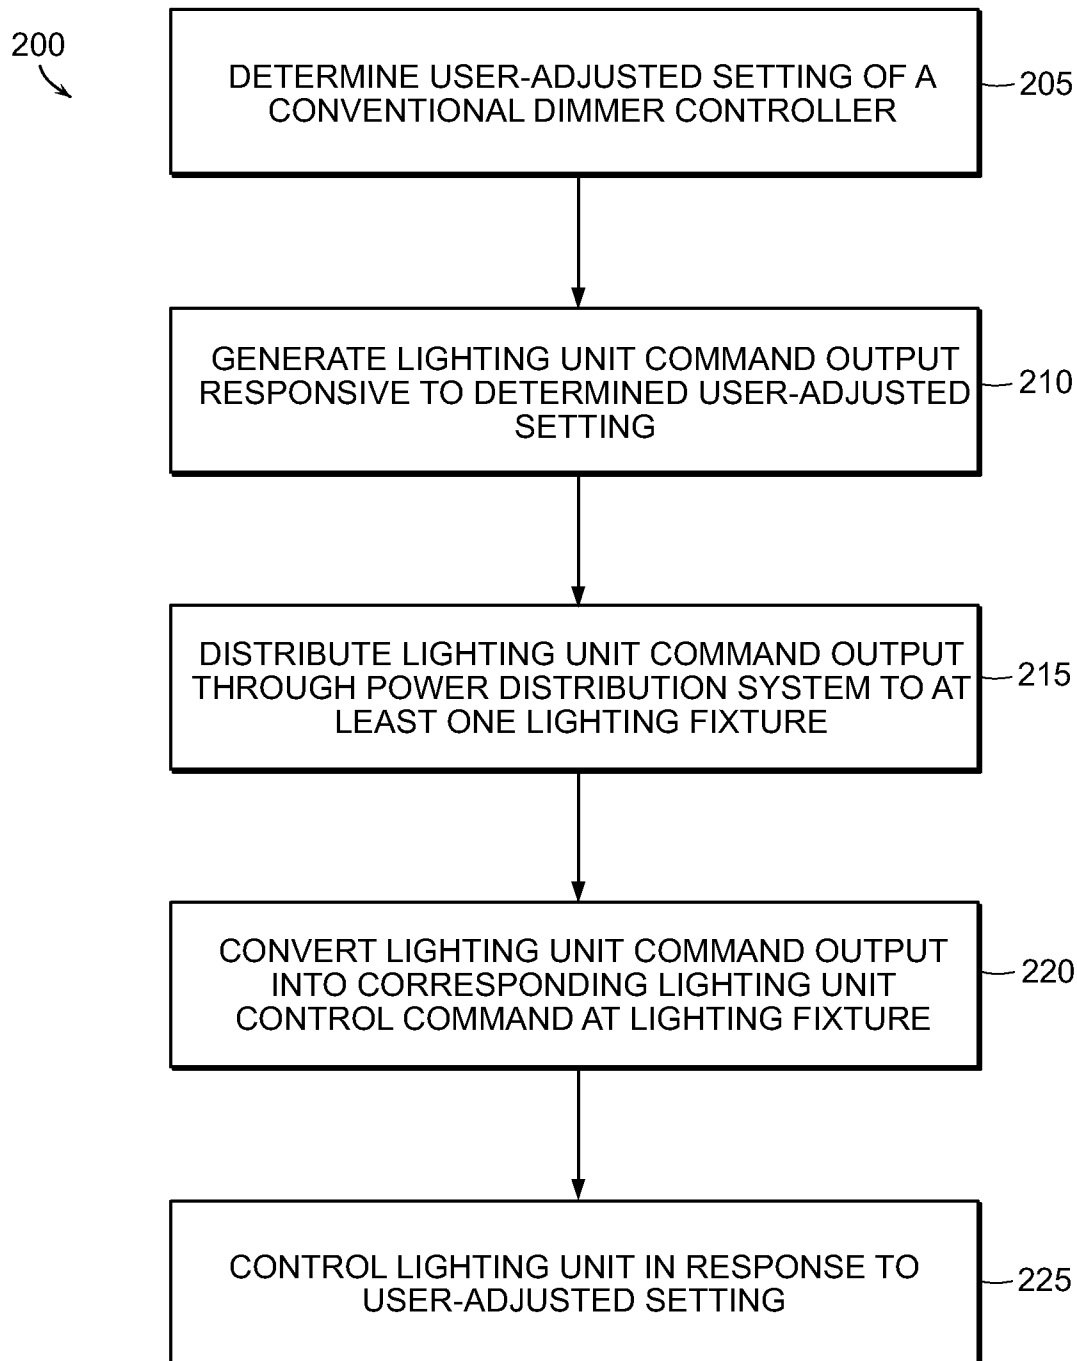 200
DETERMINE USER-ADJUSTED SETTING OF A
CONVENTIONAL DIMMER CONTROLLER
205
GENERATE LIGHTING UNIT COMMAND OUTPUT
RESPONSIVE TO DETERMINED USER-ADJUSTED
SETTING
210
DISTRIBUTE LIGHTING UNIT COMMAND OUTPUT
THROUGH POWER DISTRIBUTION SYSTEM TO AT
LEAST ONE LIGHTING FIXTURE
215
CONVERT LIGHTING UNIT COMMAND OUTPUT
INTO CORRESPONDING LIGHTING UNIT
CONTROL COMMAND AT LIGHTING FIXTURE
220
CONTROL LIGHTING UNIT IN RESPONSE TO
USER-ADJUSTED SETTING
225